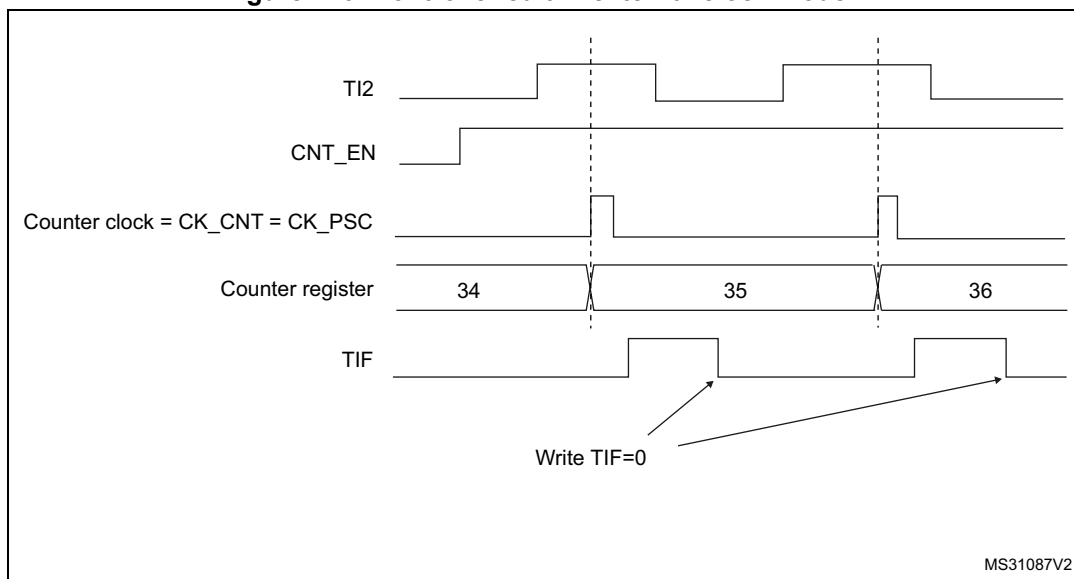 TI2
CNT_EN
Counter clock = CK_CNT = CK_PSC
Counter register
34
35
36
TIF
Write TIF=0
MS31087V2